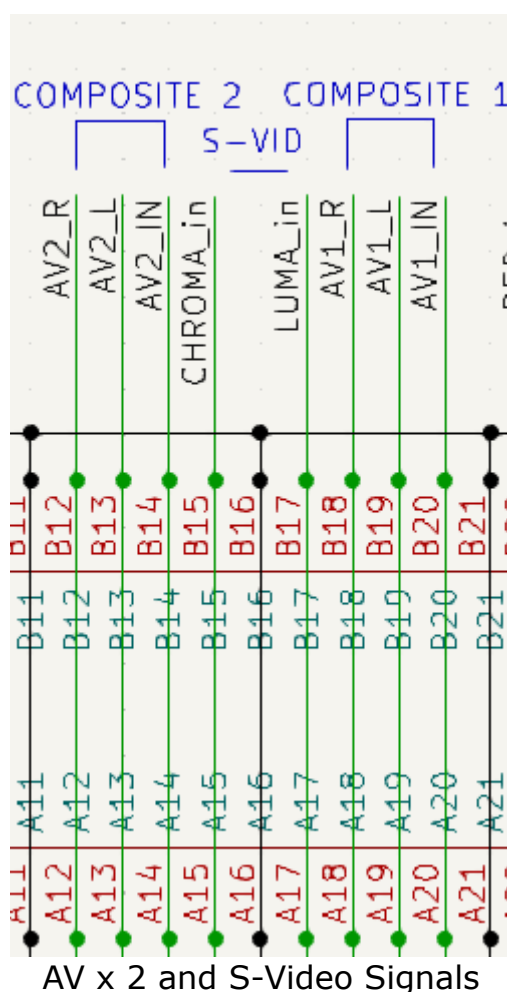 COMPOSITE 2 COMPOSITE 1
S-VID
AV2_R AV2_L AV2_IN CHROMA_in LUMA_in AV1_R AV1_L AV1_IN
B11 B12 B13 B14 B15 B16 B17 B18 B19 B20 B21
B11 B12 B13 B14 B15 B16 B17 B18 B19 B20 B21
A11 A12 A13 A14 A15 A16 A17 A18 A19 A20 A21
A11 A12 A13 A14 A15 A16 A17 A18 A19 A20 A21
AV x 2 and S-Video Signals